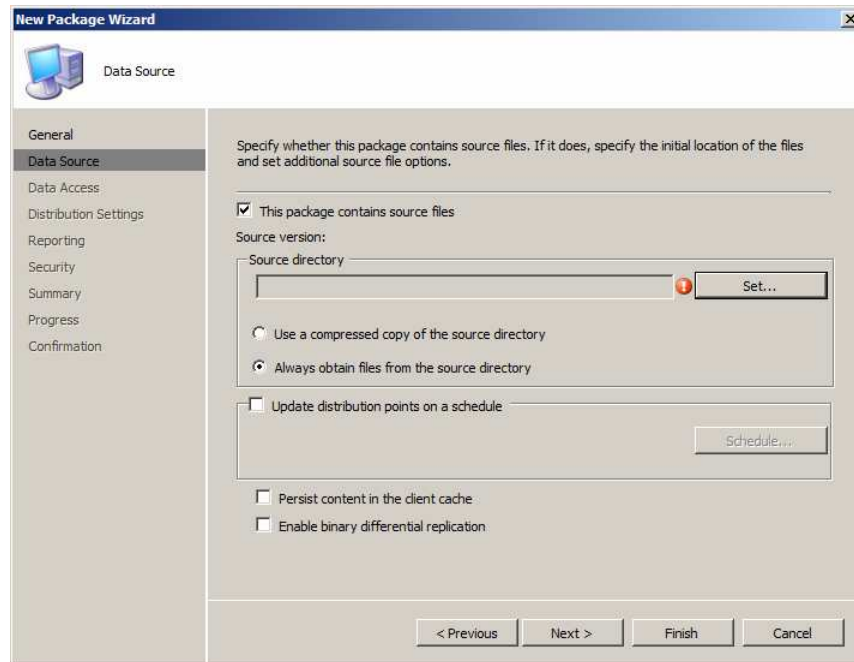 New Package Wizard
Data Source
General
Data Source
Data Access
Distribution Settings
Reporting
Security
Summary
Progress
Confirmation
Specify whether this package contains source files. If it does, specify the initial location of the files
and set additional source file options.
This package contains source files
Source version:
Source directory
Set...
Use a compressed copy of the source directory
Always obtain files from the source directory
Update distribution points on a schedule
Schedule...
Persist content in the client cache
Enable binary differential replication
< Previous
Next >
Finish
Cancel